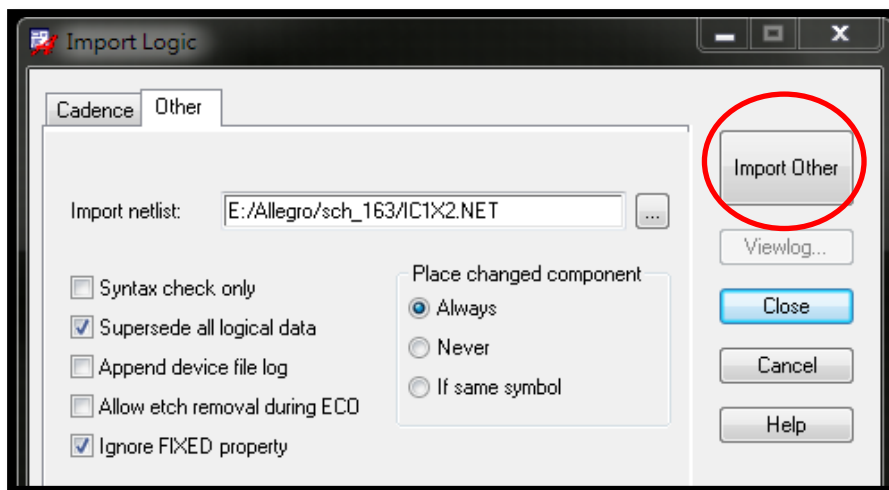 Import Logic
Cadence
Other
Import Other
Import netlist:
E:/Allegro/sch_163/IC1X2.NET
...
Viewlog...
Syntax check only
Supersede all logical data
Append device file log
Allow etch removal during ECO
Ignore FIXED property
Place changed component
Always
Never
If same symbol
Close
Cancel
Help